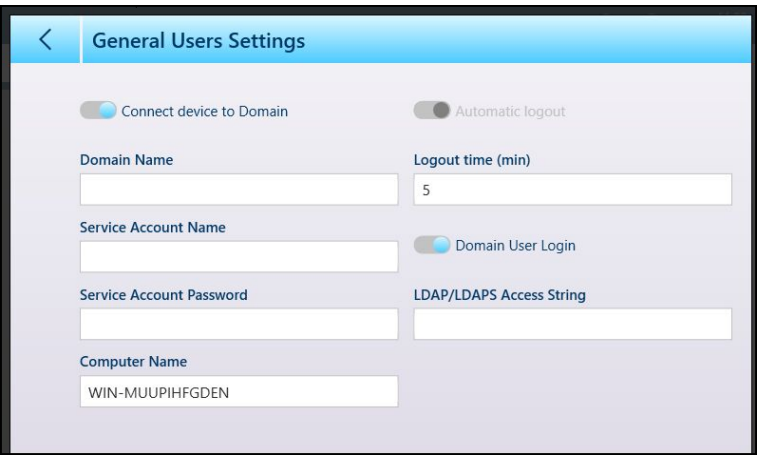 General Users Settings
Connect device to Domain
Automatic logout
Domain Name
Logout time (min)
5
Service Account Name
Domain User Login
Service Account Password
LDAP/LDAPS Access String
Computer Name
WIN-MUUPIHFGDEN